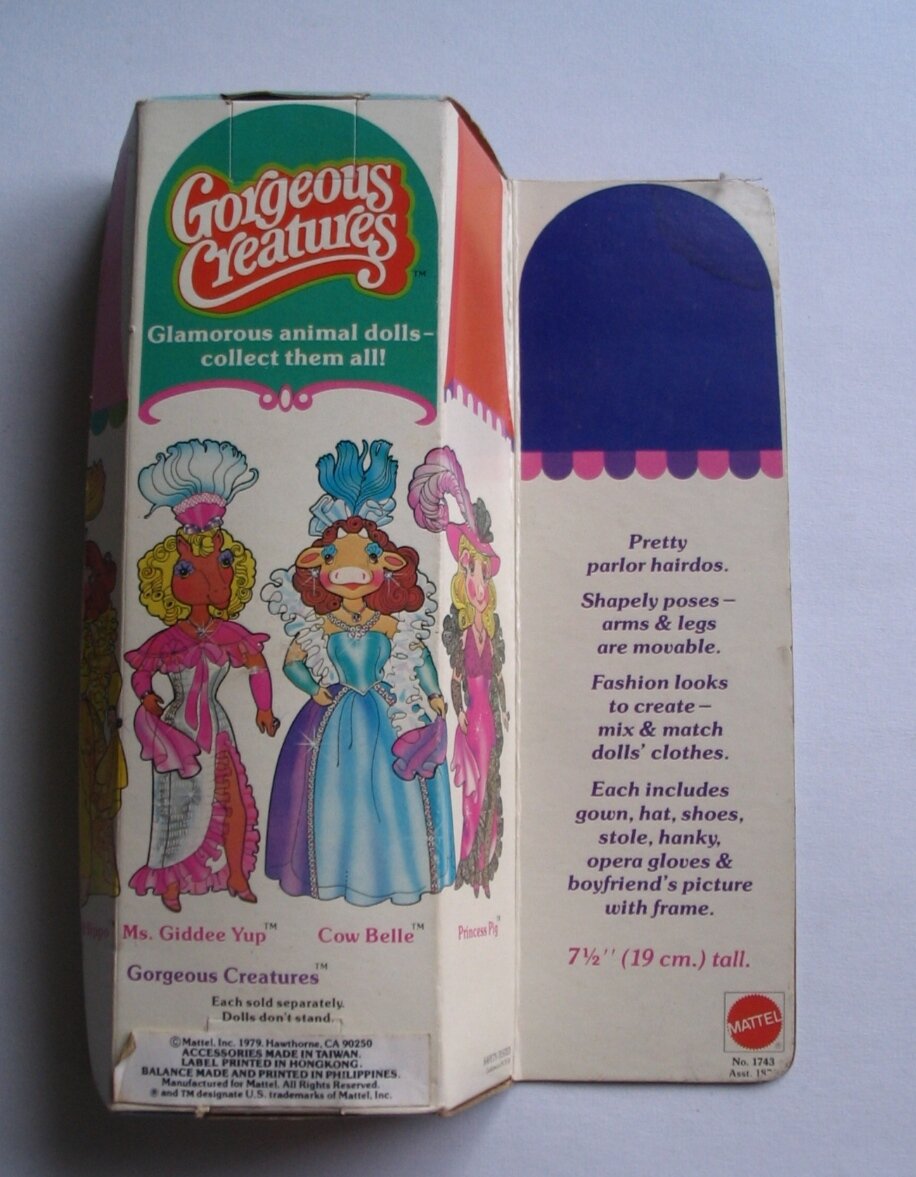 Gorgeous
Creatures
TM
Glamorous animal dolls–
collect them all!
Ms. Giddee Yup™
Cow Belle™
Princess Pig™
Gorgeous Creatures™
Each sold separately.
Dolls don't stand.
©Mattel, Inc. 1979. Hawthorne, CA 90250
ACCESSORIES MADE IN TAIWAN.
LABEL PRINTED IN HONGKONG.
BALANCE MADE AND PRINTED IN PHILIPPINES.
Manufactured for Mattel. All Rights Reserved.
® and TM designate U.S. trademarks of Mattel, Inc.
Pretty
parlor hairdos.
Shapely poses–
arms & legs
are movable.
Fashion looks
to create–
mix & match
dolls' clothes.
Each includes
gown, hat, shoes,
stole, hanky,
opera gloves &
boyfriend's picture
with frame.
7½'' (19 cm.) tall.
MATTEL
®
No. 1743
Asst.